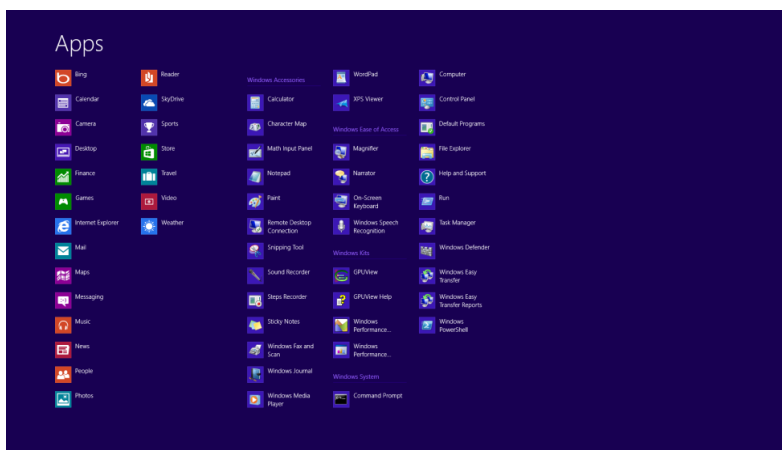 Apps
Bing
Calendar
Camera
Desktop
Finance
Games
Internet Explorer
Mail
Maps
Messaging
Music
News
People
Photos
Reader
SkyDrive
Sports
Store
Travel
Video
Weather
Windows Accessories
Calculator
Character Map
Math Input Panel
Notepad
Paint
Remote Desktop
Connection
Snipping Tool
Sound Recorder
Steps Recorder
Sticky Notes
Windows Fax and
Scan
Windows Journal
Windows Media
Player
WordPad
XPS Viewer
Windows Ease of Access
Magnifier
Narrator
On-Screen
Keyboard
Windows Speech
Recognition
Windows Kits
GPUView
GPUView Help
Windows
Performance...
Windows
Performance...
Windows System
Command Prompt
Computer
Control Panel
Default Programs
File Explorer
Help and Support
Run
Task Manager
Windows Defender
Windows Easy
Transfer
Windows Easy
Transfer Reports
Windows
PowerShell